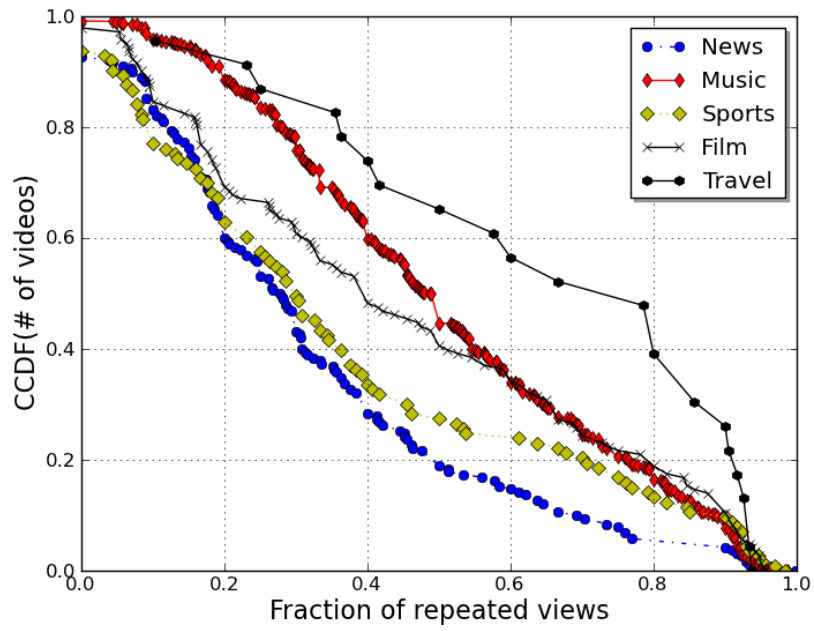 1.0
0.8
0.6
0.4
0.2
0.0
0.0 0.2 0.4 0.6 0.8 1.0
CCDF(# of videos)
Fraction of repeated views
News
Music
Sports
Film
Travel